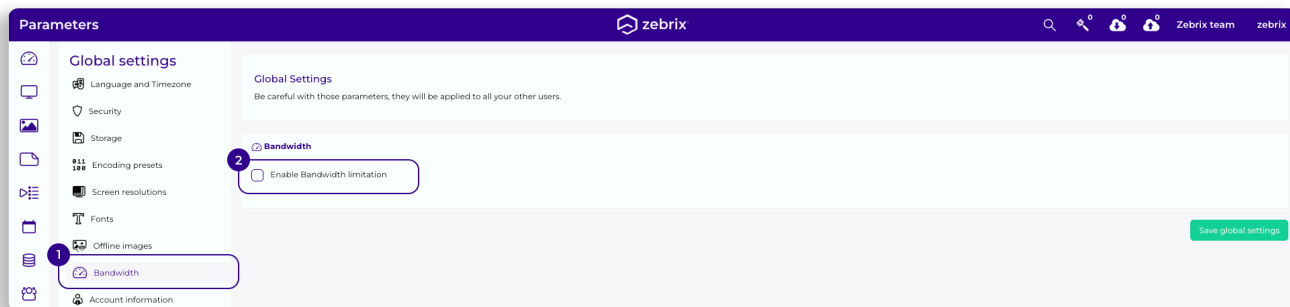 Parameters
zebrix
0
0
0
Zebrix team
zebrix
Global settings
Language and Timezone
Security
Storage
011
100
Encoding presets
Screen resolutions
Fonts
Offline images
1
Bandwidth
Account information
Global Settings
Be careful with those parameters, they will be applied to all your other users.
Bandwidth
2
Enable Bandwidth limitation
Save global settings